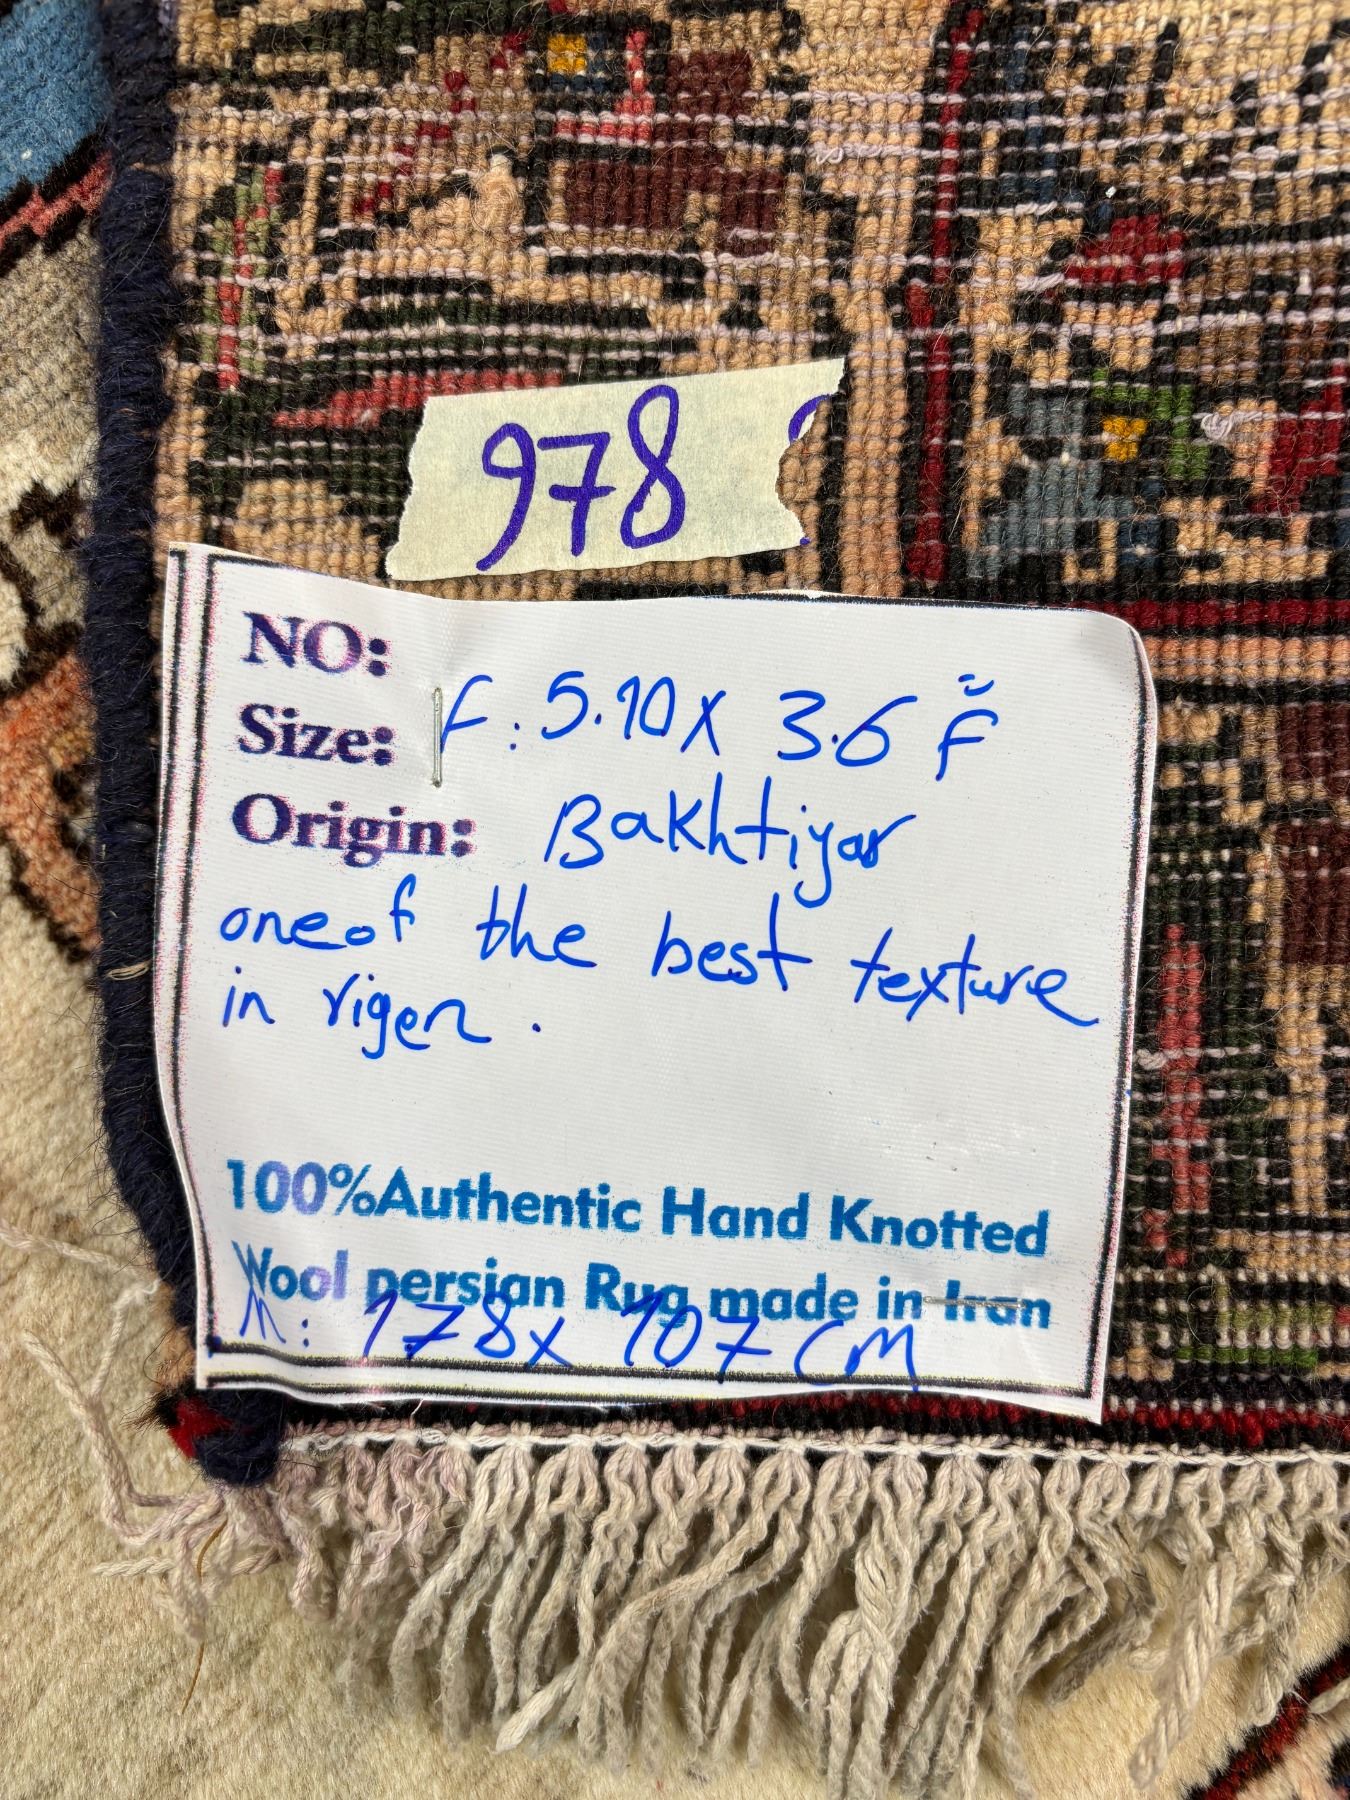 978
NO:
Size: F: 5.10 x 3.6 F
Origin: Bakhtiyar
one of the best texture
in rigen.
100%Authentic Hand Knotted
Wool persian Rug made in Iran
M: 178x 107 CM